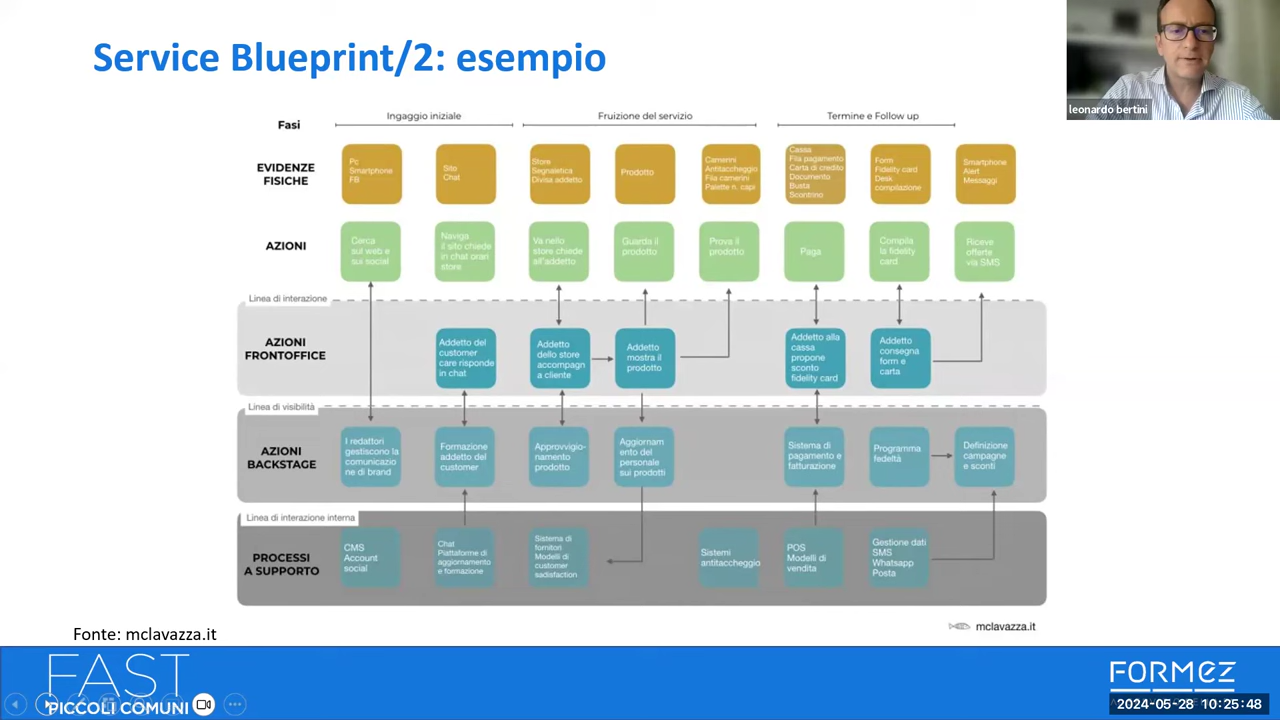 Service Blueprint/2: esempio
leonardo bertini
Fasi
Ingaggio iniziale
Fruizione del servizio
Termine e Follow up
EVIDENZE
FISICHE
Pc
Smartphone
FB
Sito
Chat
Store
Segnaletica
Divisa addetto
Prodotto
Camerini
Antitaccheggio
Fila camerini
Palette n. capi
Cassa
Fila pagamento
Carta di credito
Documento
Busta
Scontrino
Form
Fidelity card
Desk
compilazione
Smartphone
Alert
Messaggi
AZIONI
Cerca
sul web e
sui social
Naviga
il sito chiede
in chat orari
store
Va nello
store chiede
all'addetto
Guarda il
prodotto
Prova il
prodotto
Paga
Compila
la fidelity
card
Riceve
offerte
via SMS
Linea di interazione
AZIONI
FRONTOFFICE
Addetto del
customer
care risponde
in chat
Addetto
dello store
accompagn
a cliente
Addetto
mostra il
prodotto
Addetto alla
cassa
propone
sconto
fidelity card
Addetto
consegna
form e
carta
Linea di visibilità
AZIONI
BACKSTAGE
I redattori
gestiscono la
comunicazio
ne di brand
Formazione
addetto del
customer
Approvvigio-
namento
prodotto
Aggiornam
ento del
personale
sui prodotti
Sistema di
pagamento e
fatturazione
Programma
fedeltà
Definizione
campagne
e sconti
Linea di interazione interna
PROCESSI
A SUPPORTO
CMS
Account
social
Chat
Piattaforme di
aggiornamento
e formazione
Sistema di
fornitori
Modelli di
customer
sadisfaction
Sistemi
antitaccheggio
POS
Modelli di
vendita
Gestione dati
SMS
Whatsapp
Posta
mclavazza.it
Fonte: mclavazza.it
FAST
PICCOLI COMUNI
FORMEZ
2024-05-28 10:25:48